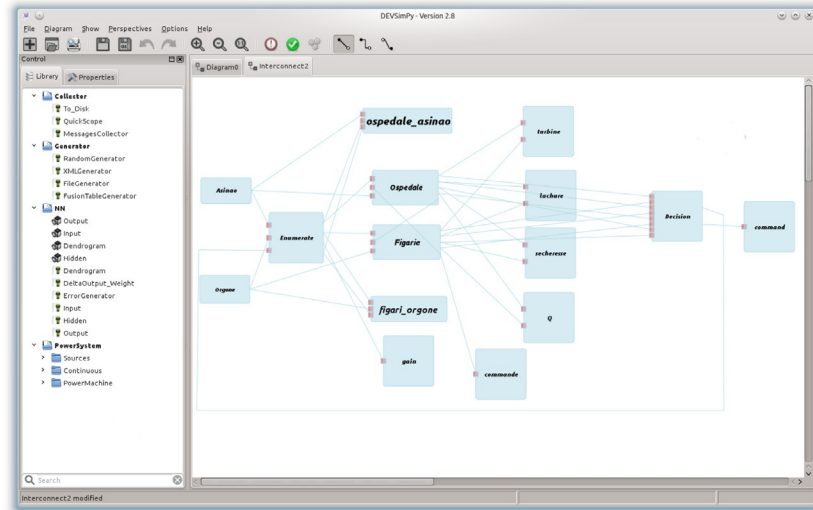 DEVSimPy - Version 2.8
File Diagram Show Perspectives Options Help
Control
Library Properties
Collector
To_Disk
QuickScope
MessagesCollector
Generator
RandomGenerator
XMLGenerator
FileGenerator
FusionTableGenerator
NN
Output
Input
Dendrogram
Hidden
Dendrogram
DeltaOutput_Weight
ErrorGenerator
Input
Hidden
Output
PowerSystem
Sources
Continuous
PowerMachine
Search
Diagram0 Interconnect2
ospedale_asinao
turbine
Asinao
Ospedale
lachure
Enumerate
Figarie
Decision
command
secheresse
Orgone
figari_orgone
Q
gain
commande
Interconnect2 modified